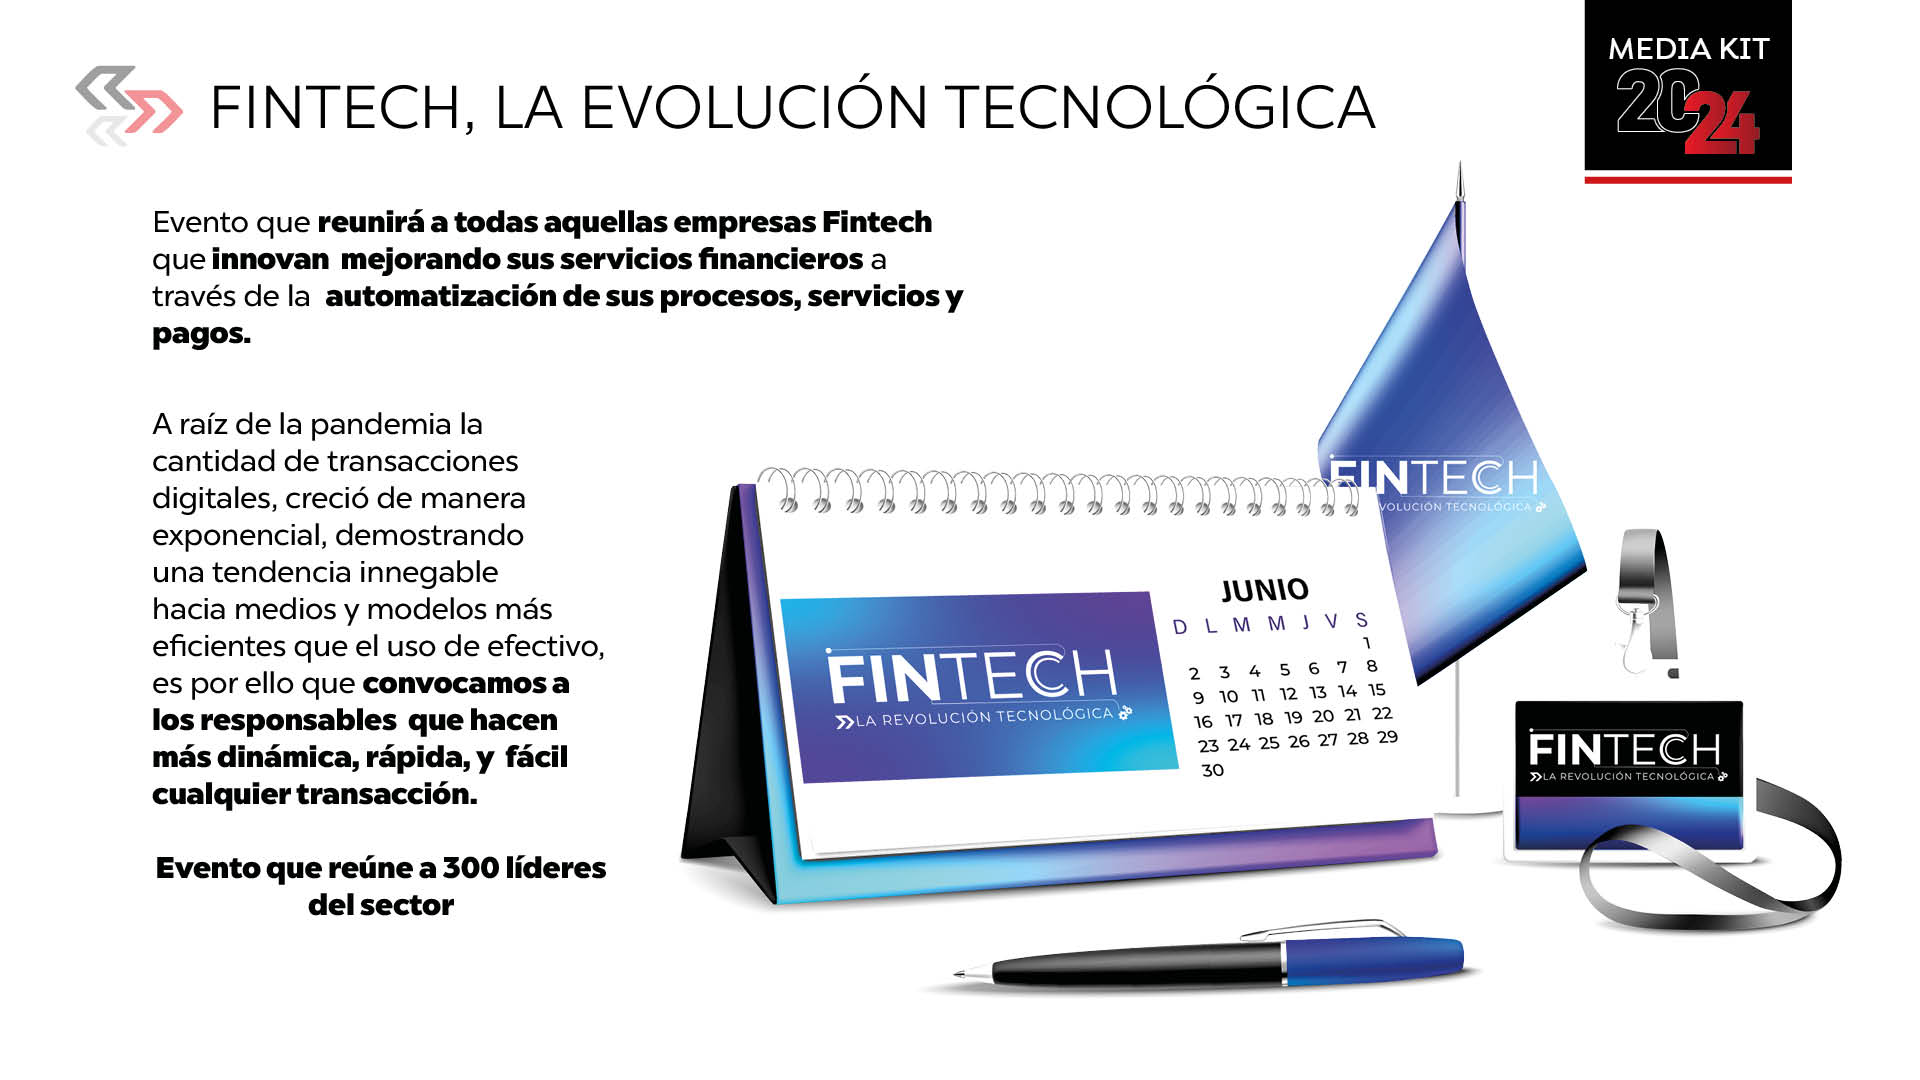 FINTECH, LA EVOLUCIÓN TECNOLÓGICA
MEDIA KIT
2024
Evento que reunirá a todas aquellas empresas Fintech
que innovan mejorando sus servicios financieros a
través de la automatización de sus procesos, servicios y
pagos.
A raíz de la pandemia la
cantidad de transacciones
digitales, creció de manera
exponencial, demostrando
una tendencia innegable
hacia medios y modelos más
eficientes que el uso de efectivo,
es por ello que convocamos a
los responsables que hacen
más dinámica, rápida, y fácil
cualquier transacción.
Evento que reúne a 300 líderes
del sector
FINTECH
VOLUCIÓN TECNOLÓGICA
FINTECH
LA REVOLUCIÓN TECNOLÓGICA
JUNIO
D L M M J V S
1
2 3 4 5 6 7 8
9 10 11 12 13 14 15
16 17 18 19 20 21 22
23 24 25 26 27 28 29
30
FINTECH
LA REVOLUCIÓN TECNOLÓGICA